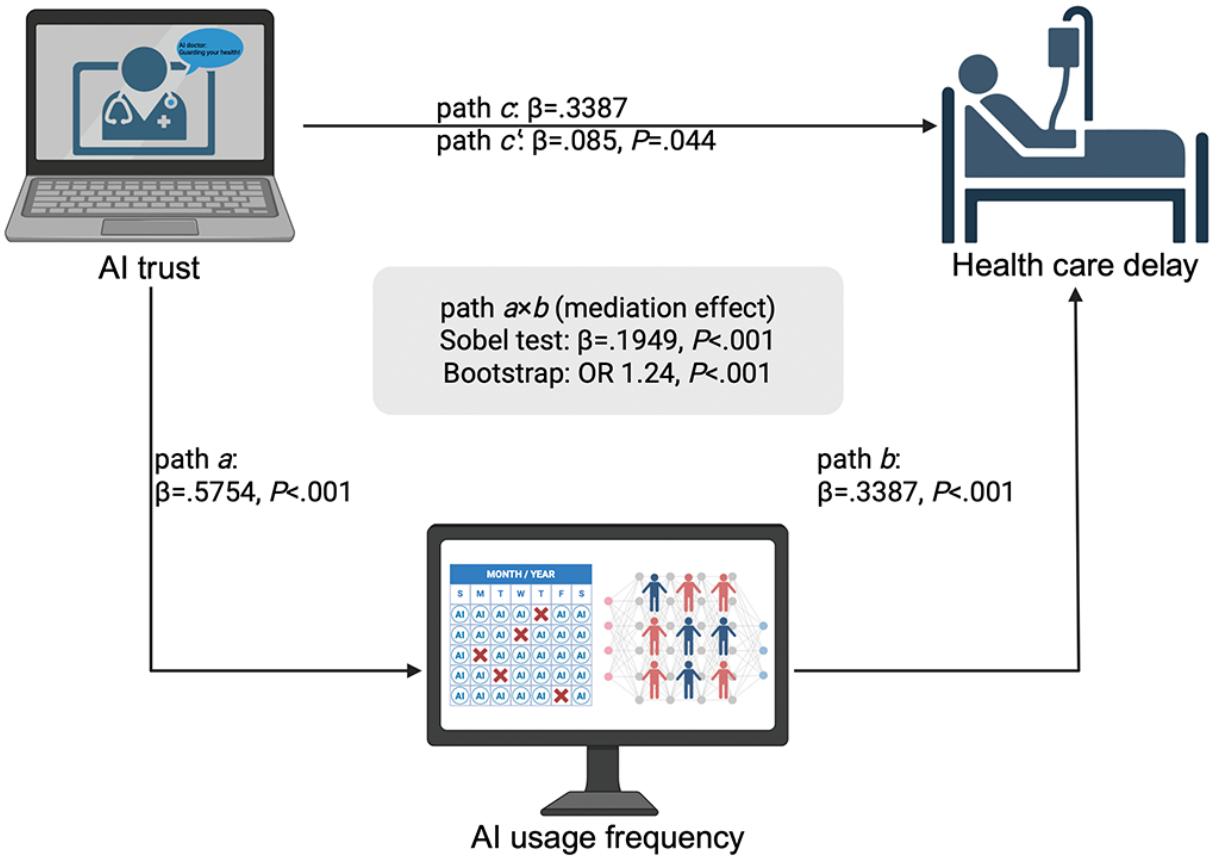 AI doctor:
Guarding your health!
path c: β=.3387
path c': β=.085, P=.044
AI trust
Health care delay
path a×b (mediation effect)
Sobel test: β=.1949, P<.001
Bootstrap: OR 1.24, P<.001
path a:
β=.5754, P<.001
path b:
β=.3387, P<.001
MONTH / YEAR
S M T W T F S
AI AI AI AI AI AI
AI AI AI AI AI AI
AI AI AI AI AI AI
AI AI AI AI AI AI
AI AI AI AI AI AI
AI usage frequency